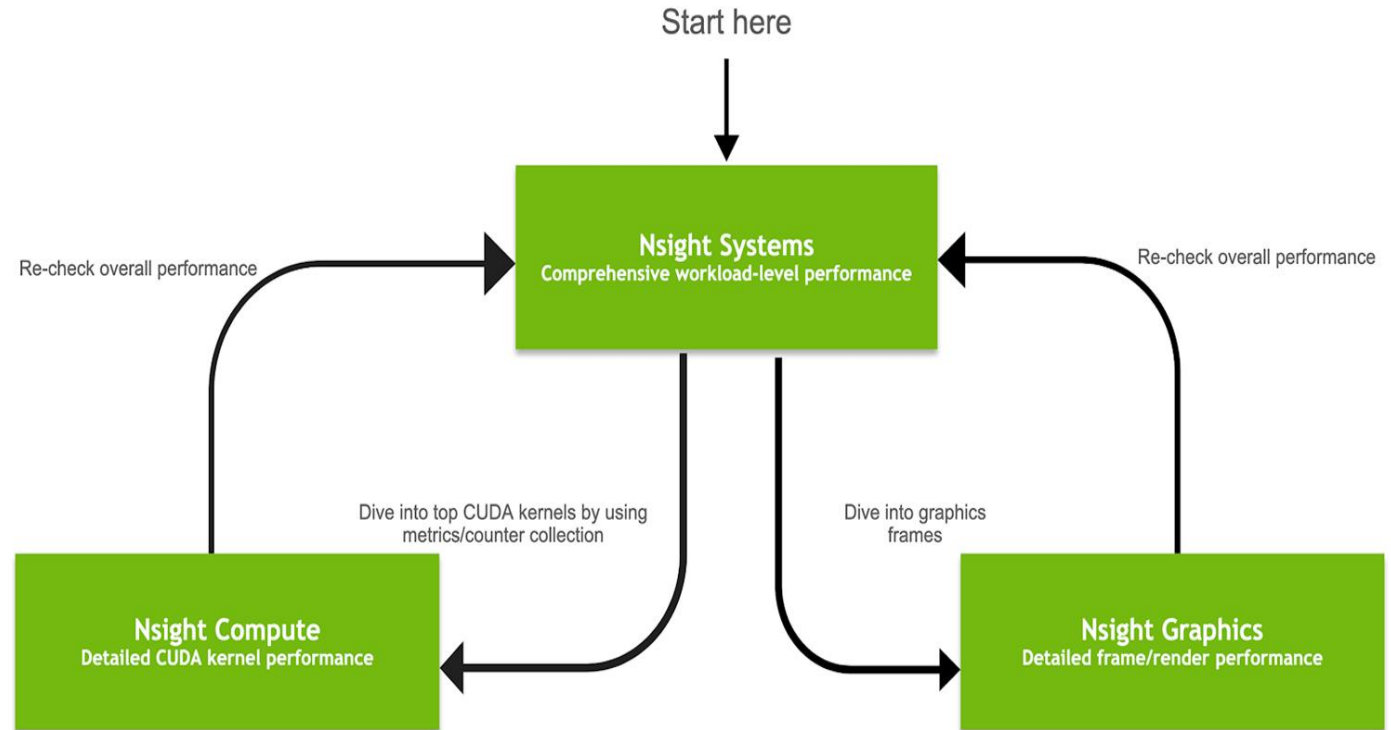 Start here
Nsight Systems
Comprehensive workload-level performance
Re-check overall performance
Re-check overall performance
Dive into top CUDA kernels by using
metrics/counter collection
Dive into graphics
frames
Nsight Compute
Detailed CUDA kernel performance
Nsight Graphics
Detailed frame/render performance